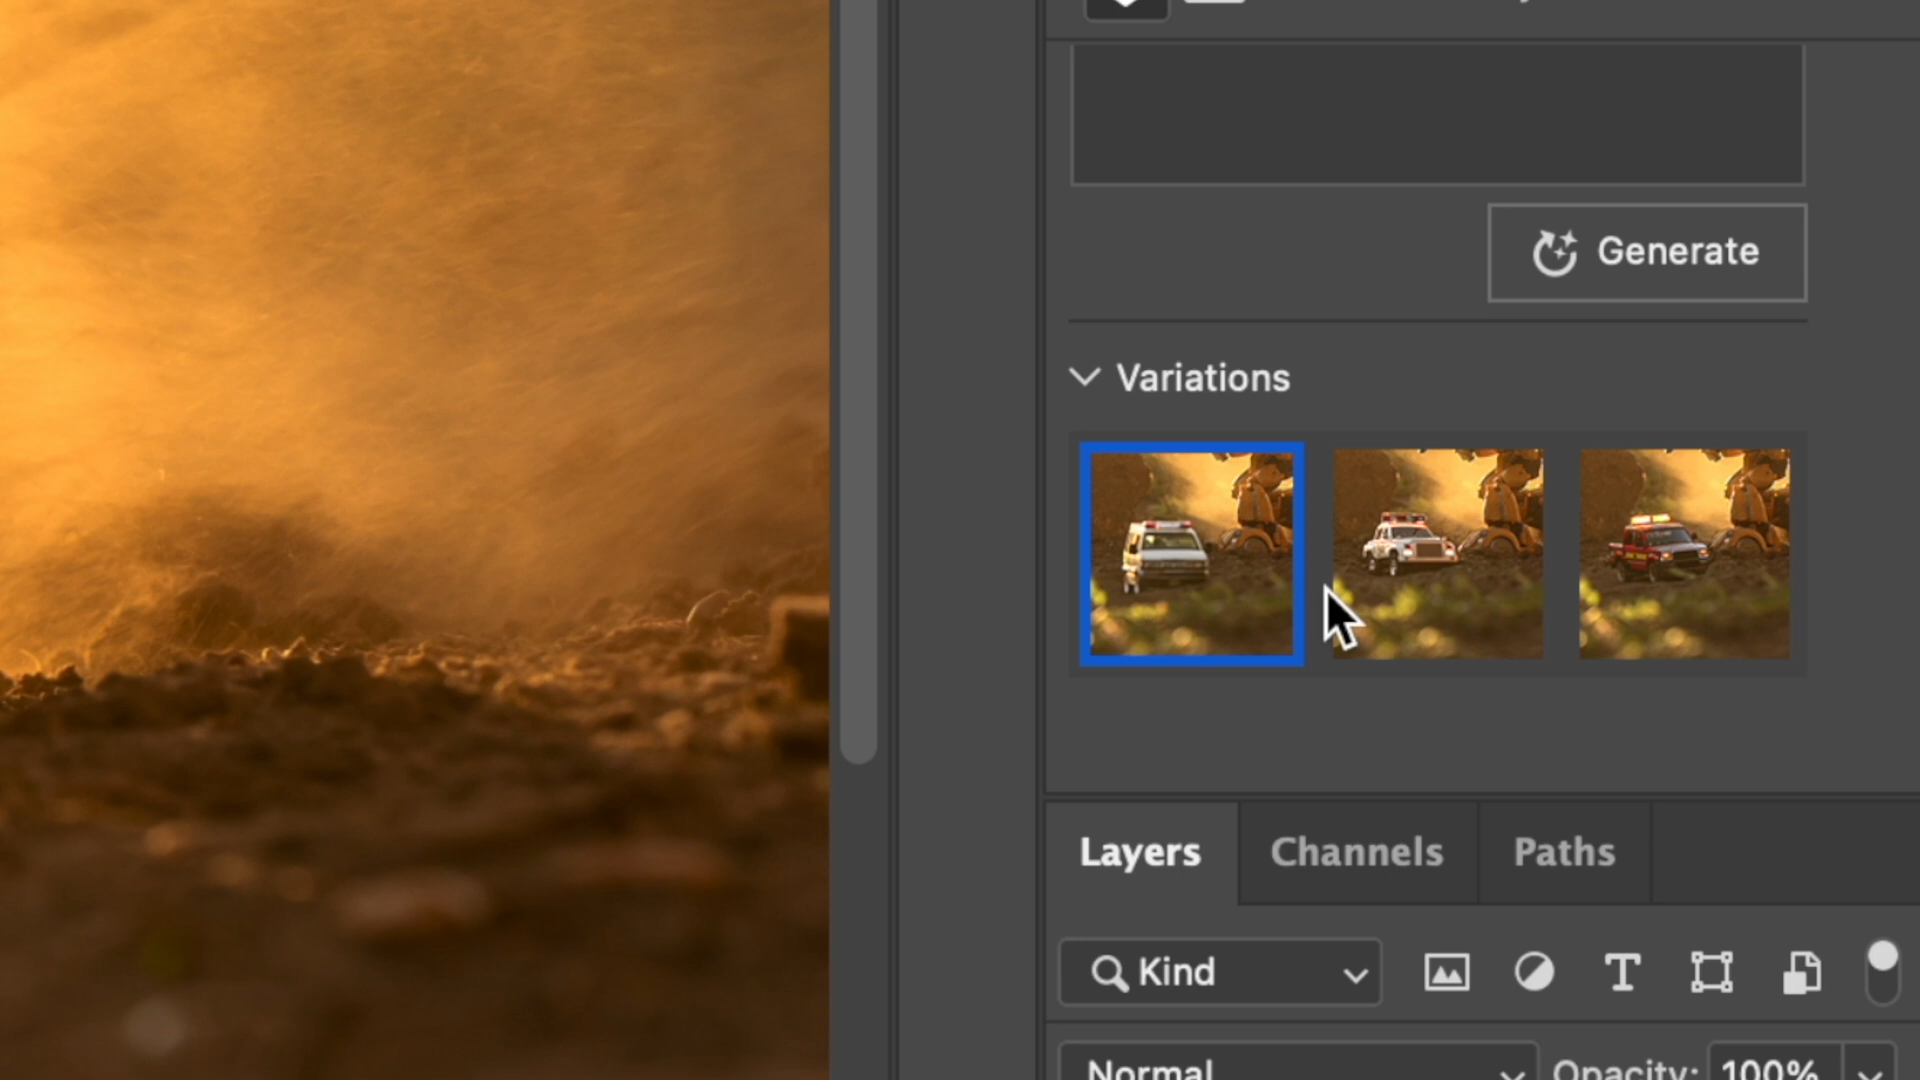 Generate
Variations
Layers Channels Paths
Kind
Normal Opacity: 100%